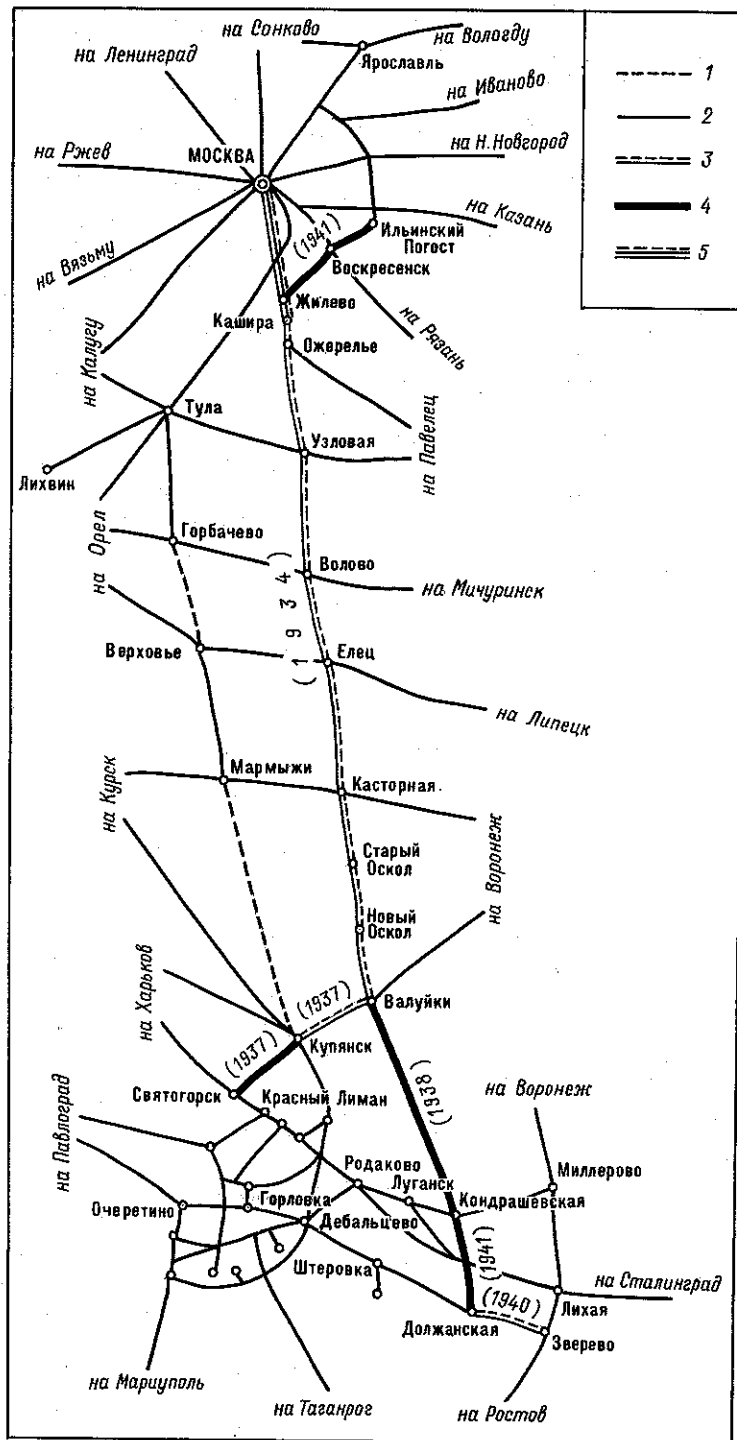 на Сонково
на Вологду
на Ленинград
Ярославль
на Иваново
на Ржев
МОСКВА
на Н.Новгород
на Казань
Ильинский
Погост
(1941)
Воскресенск
на Вязьму
Жилево
Кашира
на Рязань
Ожерелье
на Калугу
Тула
Узловая
на Павелец
Лихвин
на Орел
Горбачево
Волово
на Мичуринск
(1934)
Верховье
Елец
на Липецк
Мармыжи
Касторная
на Курск
Старый
Оскол
на Воронеж
Новый
Оскол
на Харьков
(1937)
Валуйки
(1937)
Купянск
Святогорск
Красный Лиман
(1938)
на Воронеж
на Павлоград
Родаково
Луганск
Миллерово
Кондрашевская
Очеретино
Горловка
Дебальцево
Штеровка
(1941)
на Сталинград
(1940)
Лихая
Должанская
Зверево
на Мариуполь
на Таганрог
на Ростов
1
2
3
4
5